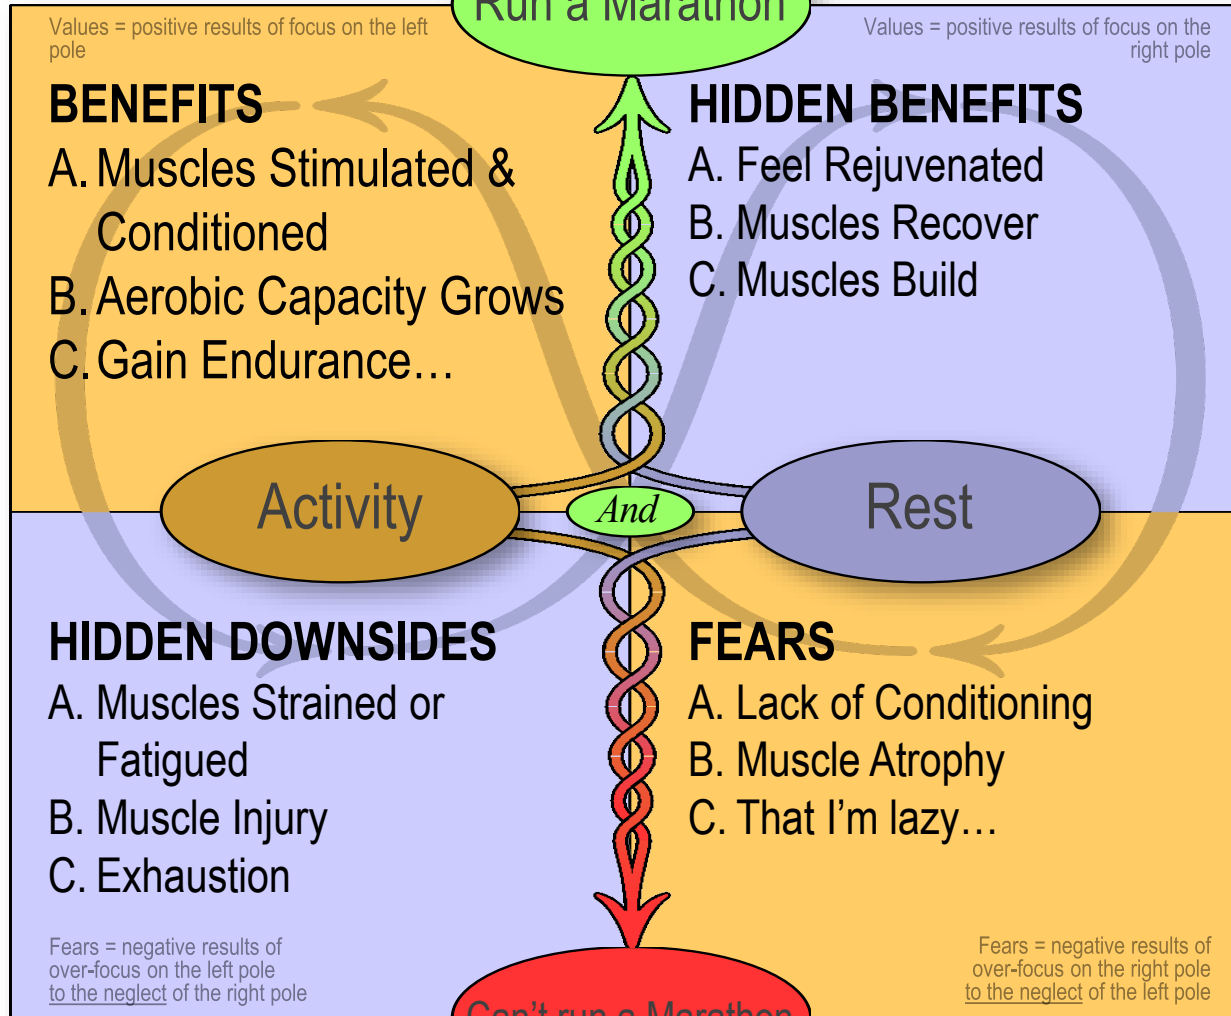 Run a Marathon
Values = positive results of focus on the left
pole
Values = positive results of focus on the
right pole
BENEFITS
A. Muscles Stimulated &
Conditioned
B. Aerobic Capacity Grows
C. Gain Endurance…
HIDDEN BENEFITS
A. Feel Rejuvenated
B. Muscles Recover
C. Muscles Build
Activity
And
Rest
HIDDEN DOWNSIDES
A. Muscles Strained or
Fatigued
B. Muscle Injury
C. Exhaustion
FEARS
A. Lack of Conditioning
B. Muscle Atrophy
C. That I'm lazy…
Fears = negative results of
over-focus on the left pole
to the neglect of the right pole
Fears = negative results of
over-focus on the right pole
to the neglect of the left pole
Can't run a Marathon